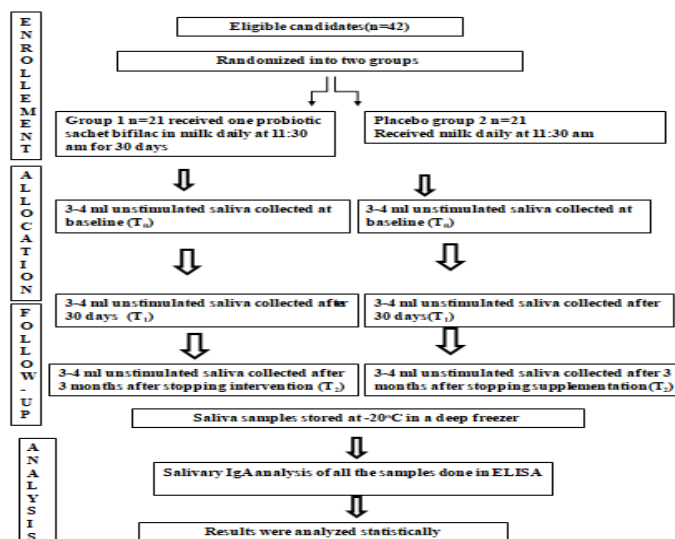 ENROLLEMENT
Eligible candidates(n=42)
Randomized into two groups
Group 1 n=21 received one probiotic
sachet bifilac in milk daily at 11:30
am for 30 days
Placebo group 2 n=21
Received milk daily at 11:30 am
ALLOCATION
3-4 ml unstimulated saliva collected at
baseline (T₀)
3-4 ml unstimulated saliva collected at
baseline (T₀)
3-4 ml unstimulated saliva collected after
30 days (T₁)
3-4 ml unstimulated saliva collected after
30 days(T₁)
FOLLOW-UP
3-4 ml unstimulated saliva collected after
3 months after stopping intervention (T₂)
3-4 ml unstimulated saliva collected after 3
months after stopping supplementation(T₂)
Saliva samples stored at -20°C in a deep freezer
ANALYSIS
Salivary IgA analysis of all the samples done in ELISA
Results were analyzed statistically